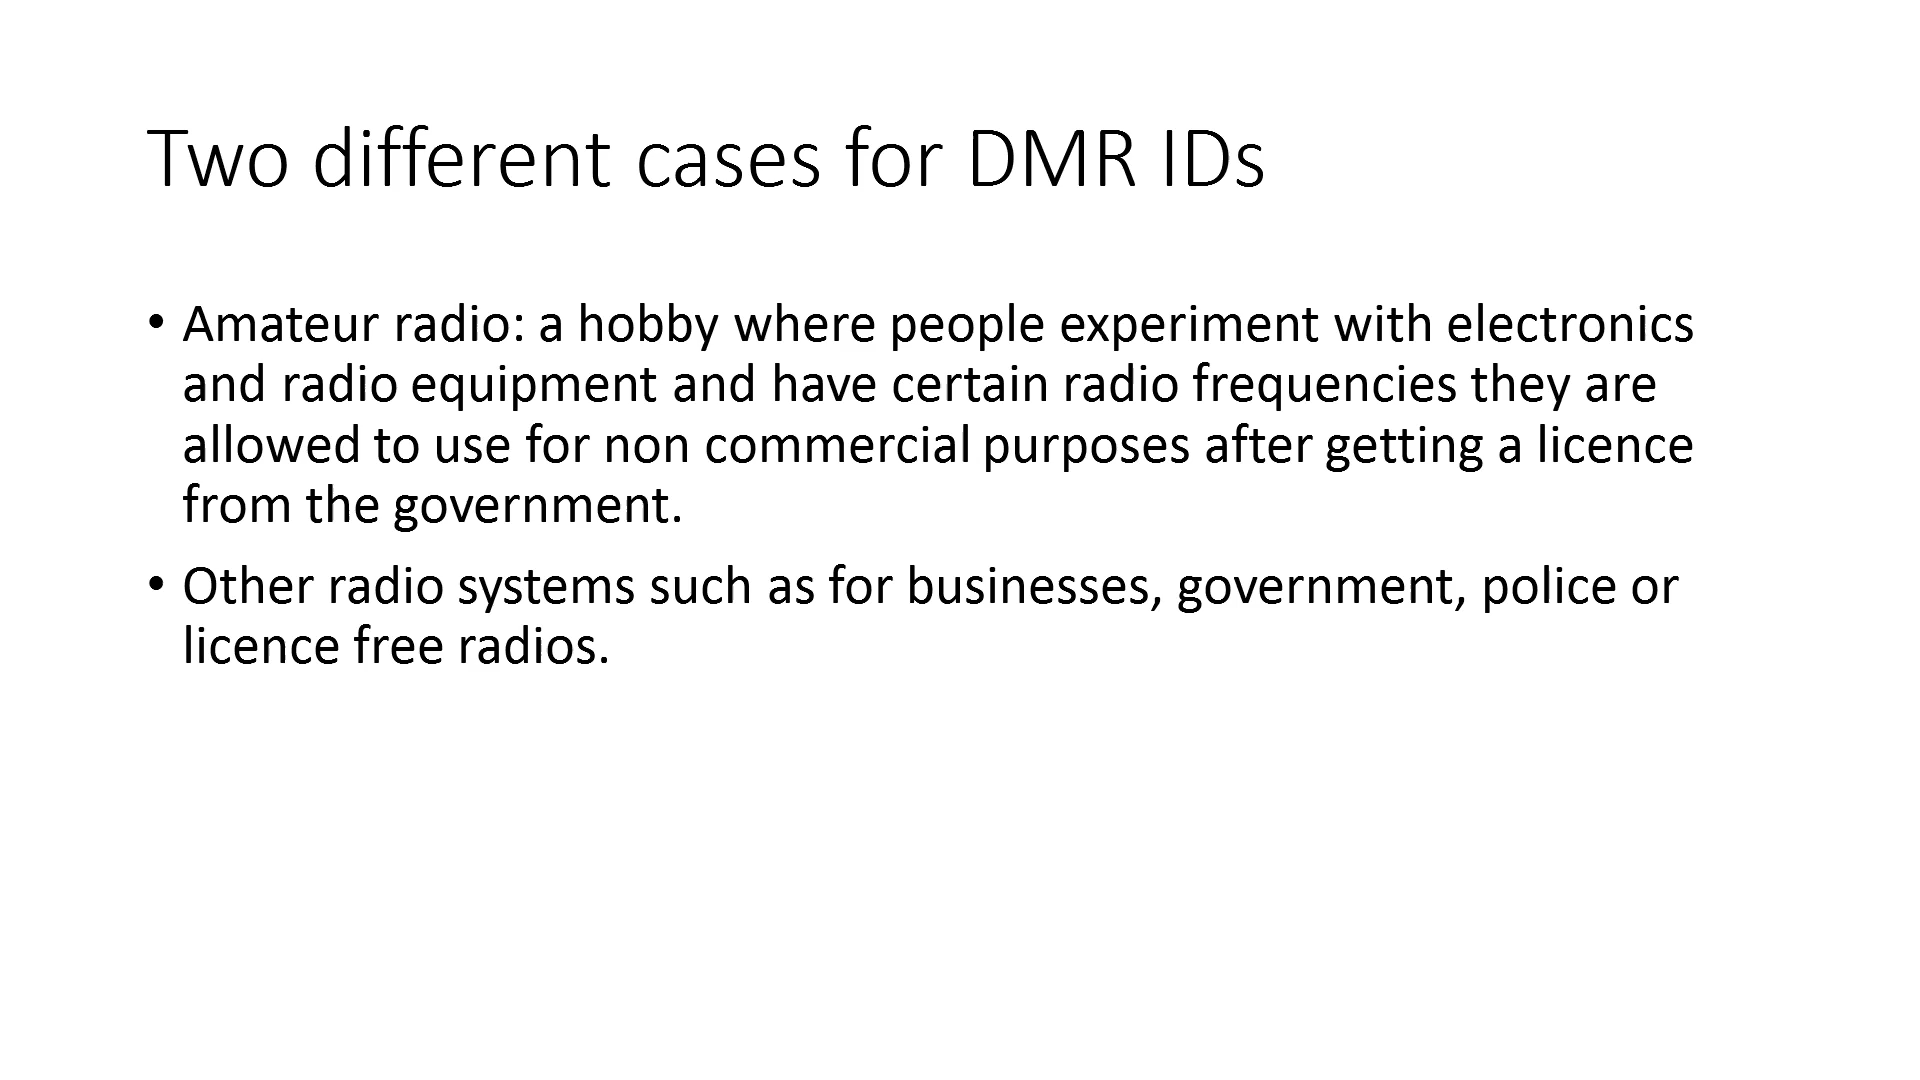 Two different cases for DMR IDs
• Amateur radio: a hobby where people experiment with electronics
and radio equipment and have certain radio frequencies they are
allowed to use for non commercial purposes after getting a licence
from the government.
• Other radio systems such as for businesses, government, police or
licence free radios.